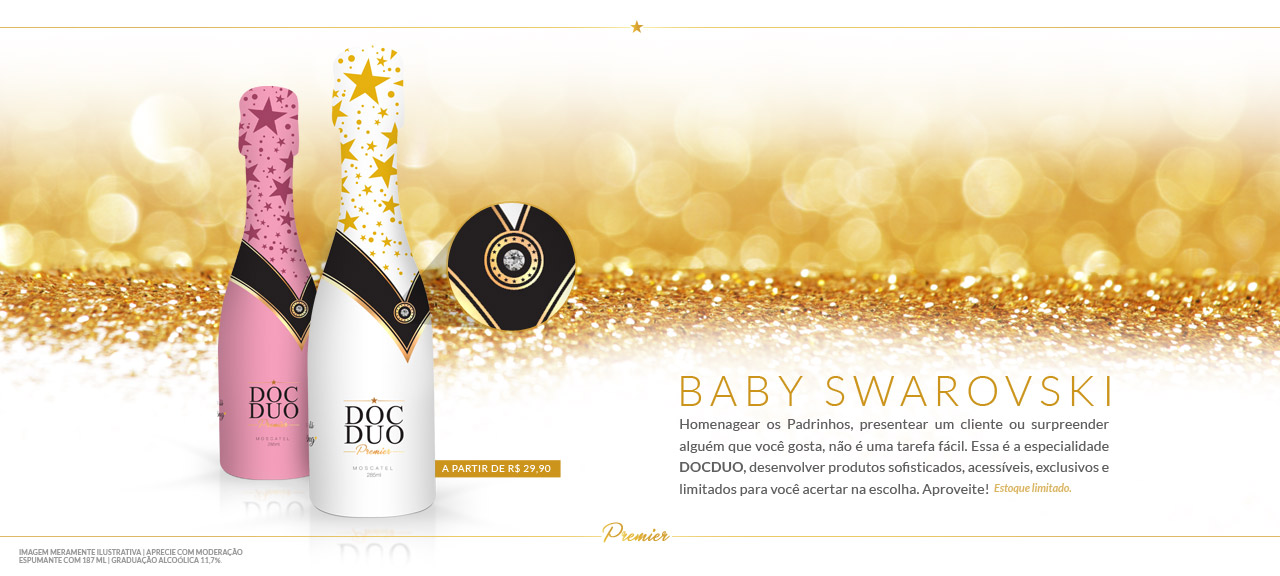 DOC
DUO
Premier
MOSCATEL
DOC
DUO
Premier
MOSCATEL
A PARTIR DE R$ 29,90
BABY SWAROVSKI
Homenagear os Padrinhos, presentear um cliente ou surpreender
alguém que você gosta, não é uma tarefa fácil. Essa é a especialidade
DOCDUO, desenvolver produtos sofisticados, acessíveis, exclusivos e
limitados para você acertar na escolha. Aproveite! Estoque limitado.
Premier
IMAGEM MERAMENTE ILUSTRATIVA | APRECIE COM MODERAÇÃO
ESPUMANTE COM 187 ML | GRADUAÇÃO ALCOÓLICA 11,7%.